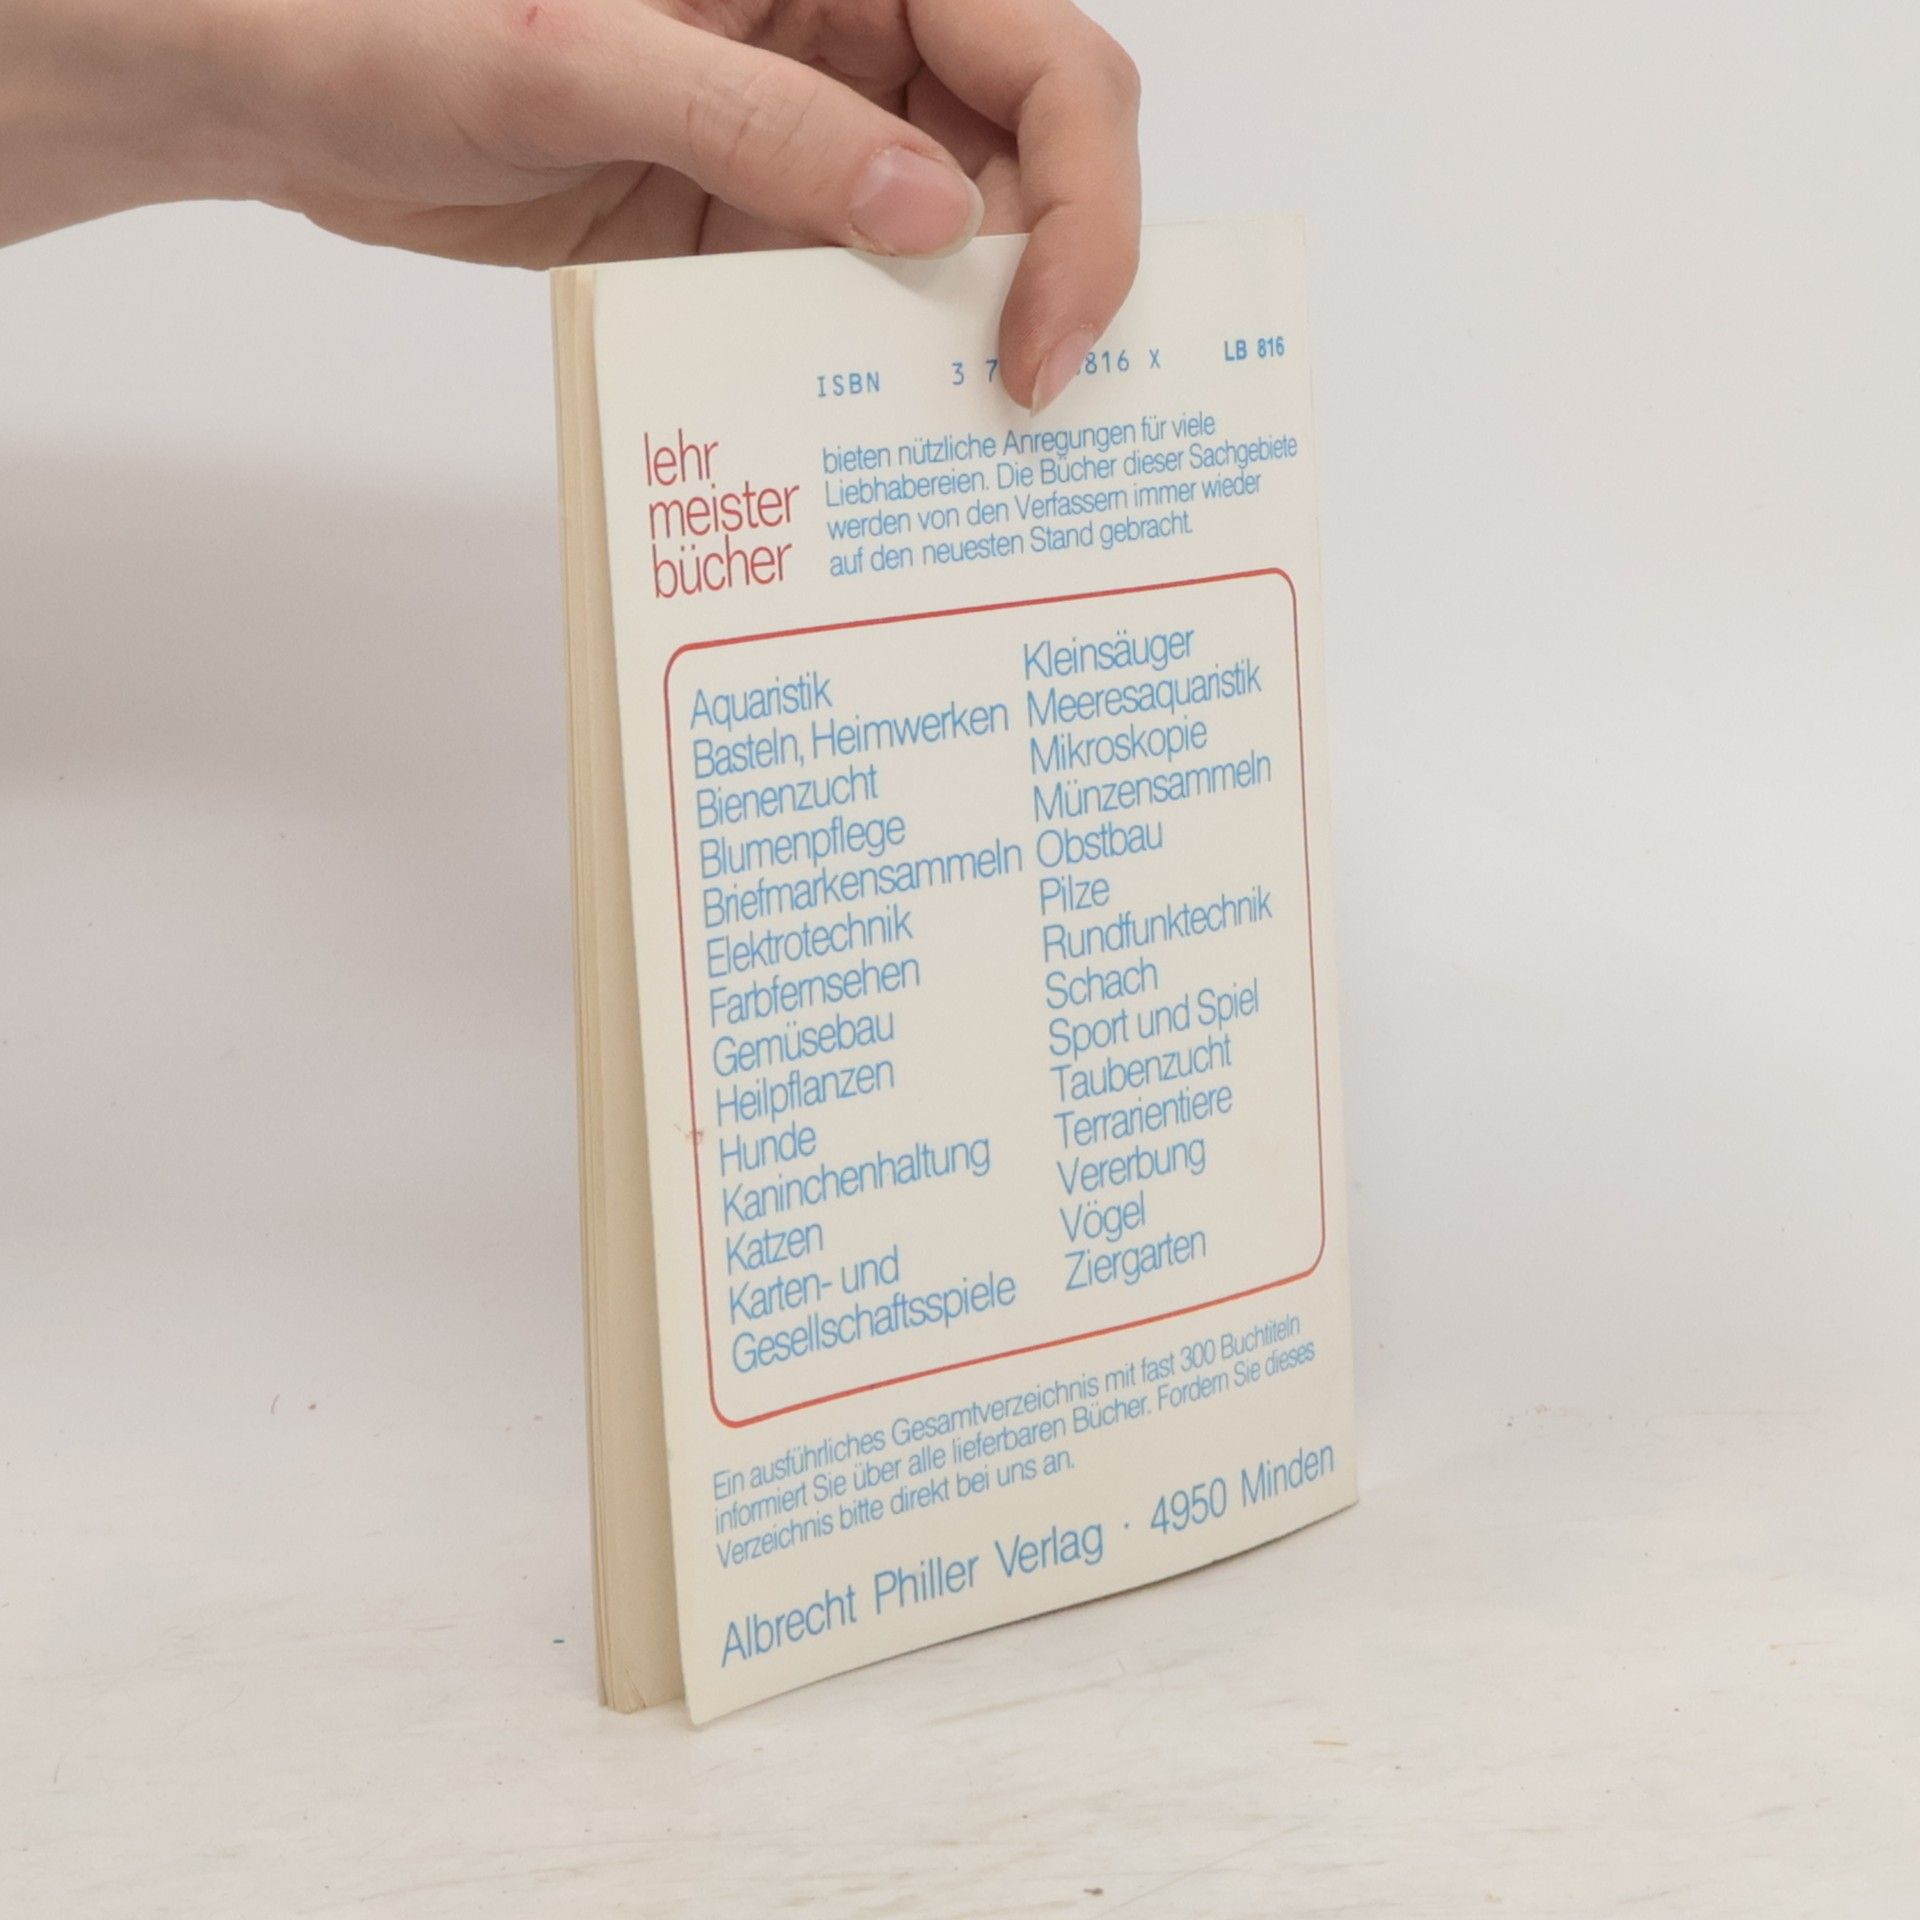 ISBN 3 7 816 X LB 816
lehr
meister
bücher
bieten nützliche Anregungen für viele
Liebhabereien. Die Bücher dieser Sachgebiete
werden von den Verfassern immer wieder
auf den neuesten Stand gebracht.
Aquaristik
Basteln, Heimwerken
Bienenzucht
Blumenpflege
Briefmarkensammeln
Elektrotechnik
Farbfernsehen
Gemüsebau
Heilpflanzen
Hunde
Kaninchenhaltung
Katzen
Karten- und
Gesellschaftsspiele
Kleinsäuger
Meeresaquaristik
Mikroskopie
Münzensammeln
Obstbau
Pilze
Rundfunktechnik
Schach
Sport und Spiel
Taubenzucht
Terrarientiere
Vererbung
Vögel
Ziergarten
Ein ausführliches Gesamtverzeichnis mit fast 300 Buchtiteln
informiert Sie über alle lieferbaren Bücher. Fordern Sie dieses
Verzeichnis bitte direkt bei uns an.
Albrecht Philler Verlag · 4950 Minden